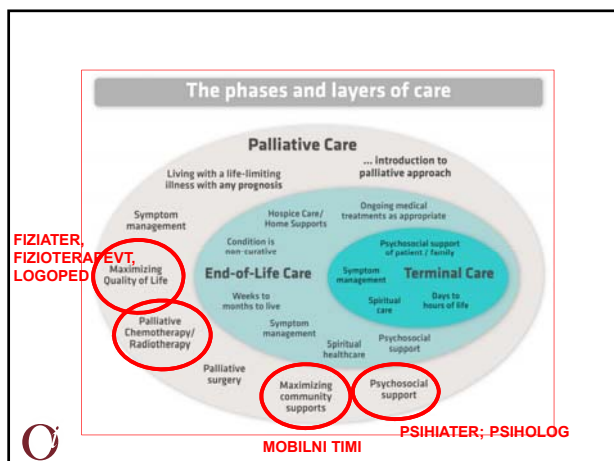 The phases and layers of care
Palliative Care
Living with a life-limiting
illness with any prognosis
... introduction to
palliative approach
Symptom
management
Hospice Care/
Home Supports
Ongoing medical
treatments as appropriate
FIZIATER,
FIZIOTERAPEVT,
LOGOPED
Maximizing
Quality of Life
Condition is
non-curative
Psychosocial support
of patient / family
End-of-Life Care
Symptom
management
Terminal Care
Weeks to
months to live
Spiritual
care
Days to
hours of life
Palliative
Chemotherapy/
Radiotherapy
Symptom
management
Spiritual
healthcare
Psychosocial
support
Palliative
surgery
Maximizing
community
supports
Psychosocial
support
MOBILNI TIMI
PSIHIATER; PSIHOLOG